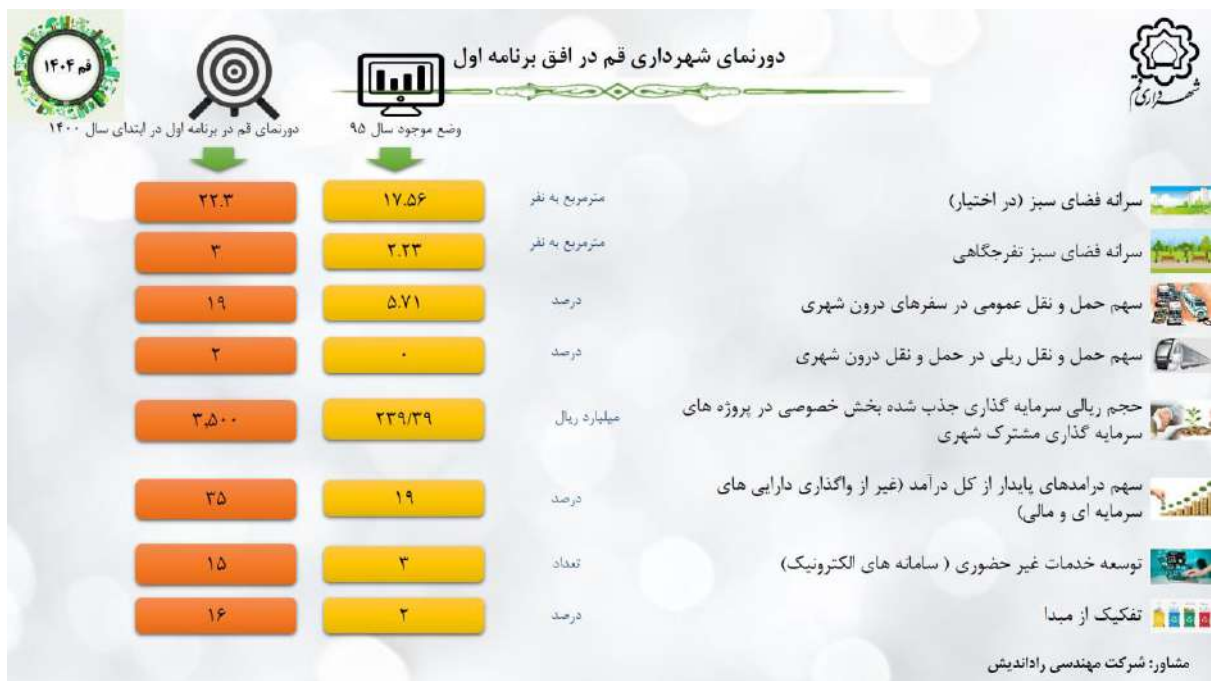 دورنمای شهرداری قم در افق برنامه اول
شهرداری قم
قم ۱۴۰۴
وضع موجود سال ۹۵
دورنمای قم در برنامه اول در ابتدای سال ۱۴۰۰
سرانه فضای سبز (در اختیار) مترمربع به نفر ۱۷.۵۶ ۲۲.۳
سرانه فضای سبز تفرجگاهی مترمربع به نفر ۲.۲۳ ۳
سهم حمل و نقل عمومی در سفرهای درون شهری درصد ۵.۷۱ ۱۹
سهم حمل و نقل ریلی در حمل و نقل درون شهری درصد ۰ ۲
حجم ریالی سرمایه گذاری جذب شده بخش خصوصی در پروژه های
سرمایه گذاری مشترک شهری میلیارد ریال ۲۳۹/۳۹ ۳,۵۰۰
سهم درامدهای پایدار از کل درآمد (غیر از واگذاری دارایی های
سرمایه ای و مالی) درصد ۱۹ ۳۵
توسعه خدمات غیر حضوری ( سامانه های الکترونیک) تعداد ۳ ۱۵
تفکیک از مبدا درصد ۲ ۱۶
مشاور: شرکت مهندسی راداندیش